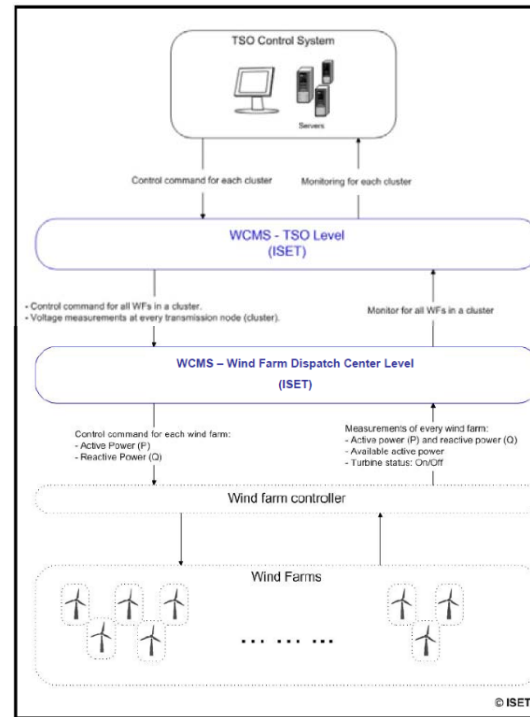 TSO Control System
Servers
Control command for each cluster
Monitoring for each cluster
WCMS - TSO Level
(ISET)
- Control command for all WFs in a cluster.
- Voltage measurements at every transmission node (cluster).
Monitor for all WFs in a cluster
WCMS – Wind Farm Dispatch Center Level
(ISET)
Control command for each wind farm:
- Active Power (P)
- Reactive Power (Q)
Measurements of every wind farm:
- Active power (P) and reactive power (Q)
- Available active power
- Turbine status: On/Off
Wind farm controller
Wind Farms
... ... ...
© ISET